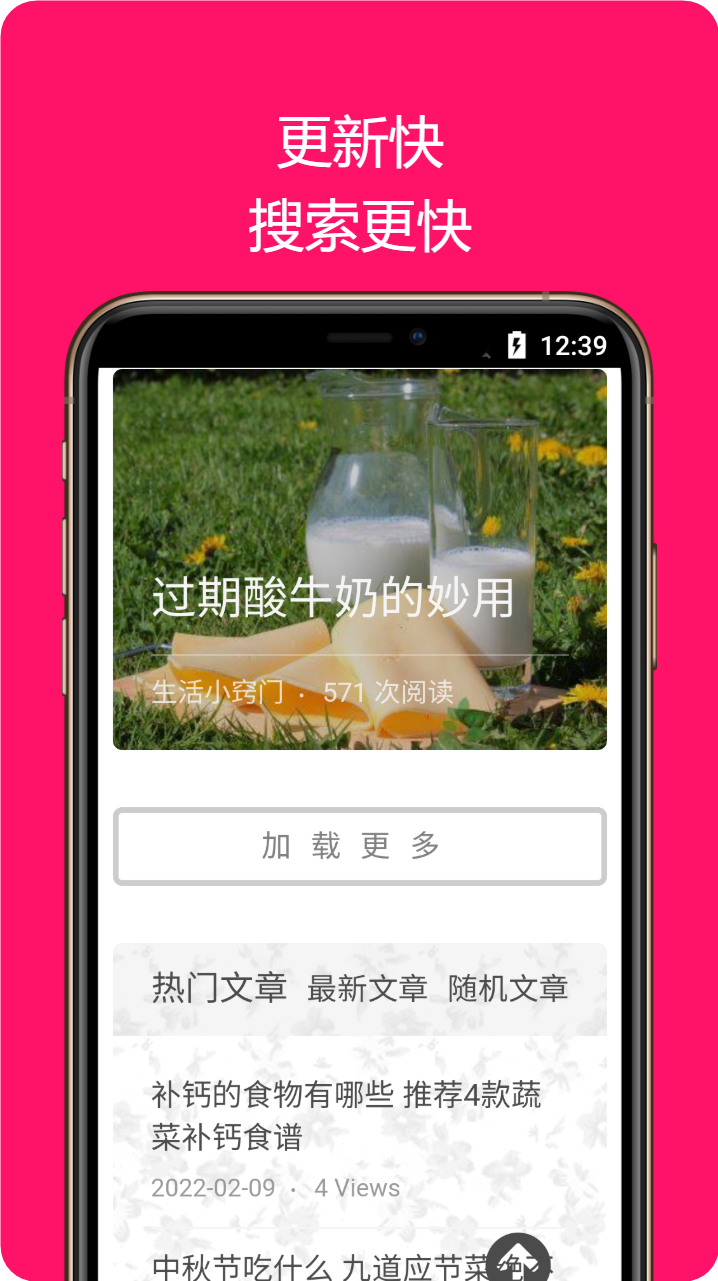 更新快
搜索更快
12:39
过期酸牛奶的妙用
生活小窍门 · 571 次阅读
加载更多
热门文章 最新文章 随机文章
补钙的食物有哪些 推荐4款蔬
菜补钙食谱
2022-02-09 · 4 Views
中秋节吃什么 九道应节菜